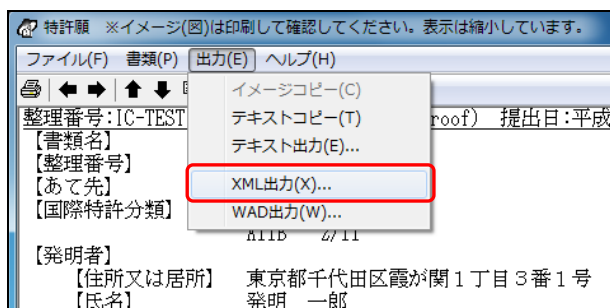 特許願 ※イメージ(図)は印刷して確認してください。表示は縮小しています。
ファイル(F) 書類(P) 出力(E) ヘルプ(H)
イメージコピー(C)
整理番号:IC-TEST テキストコピー(T) roof) 提出日:平成
【書類名】 テキスト出力(E)...
【整理番号】
【あて先】 XML出力(X)...
【国際特許分類】 WAD出力(W)...
【発明者】
【住所又は居所】 東京都千代田区霞が関1丁目3番1号
【氏名】 発明 一郎